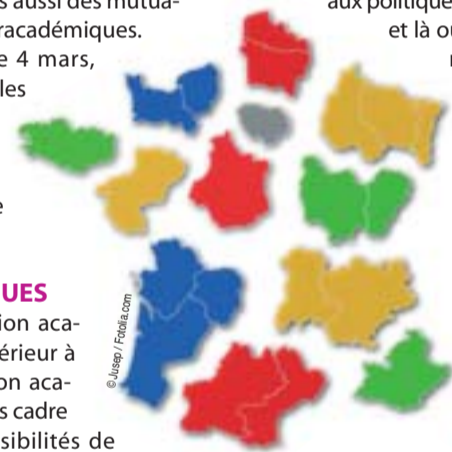 s aussi des mutua-
racadémiques.
e 4 mars,
les
e
UES
ion aca-
érieur à
on aca-
s cadre
sibilités de
aux politique
et là o
© Jusep / Fotolia.com